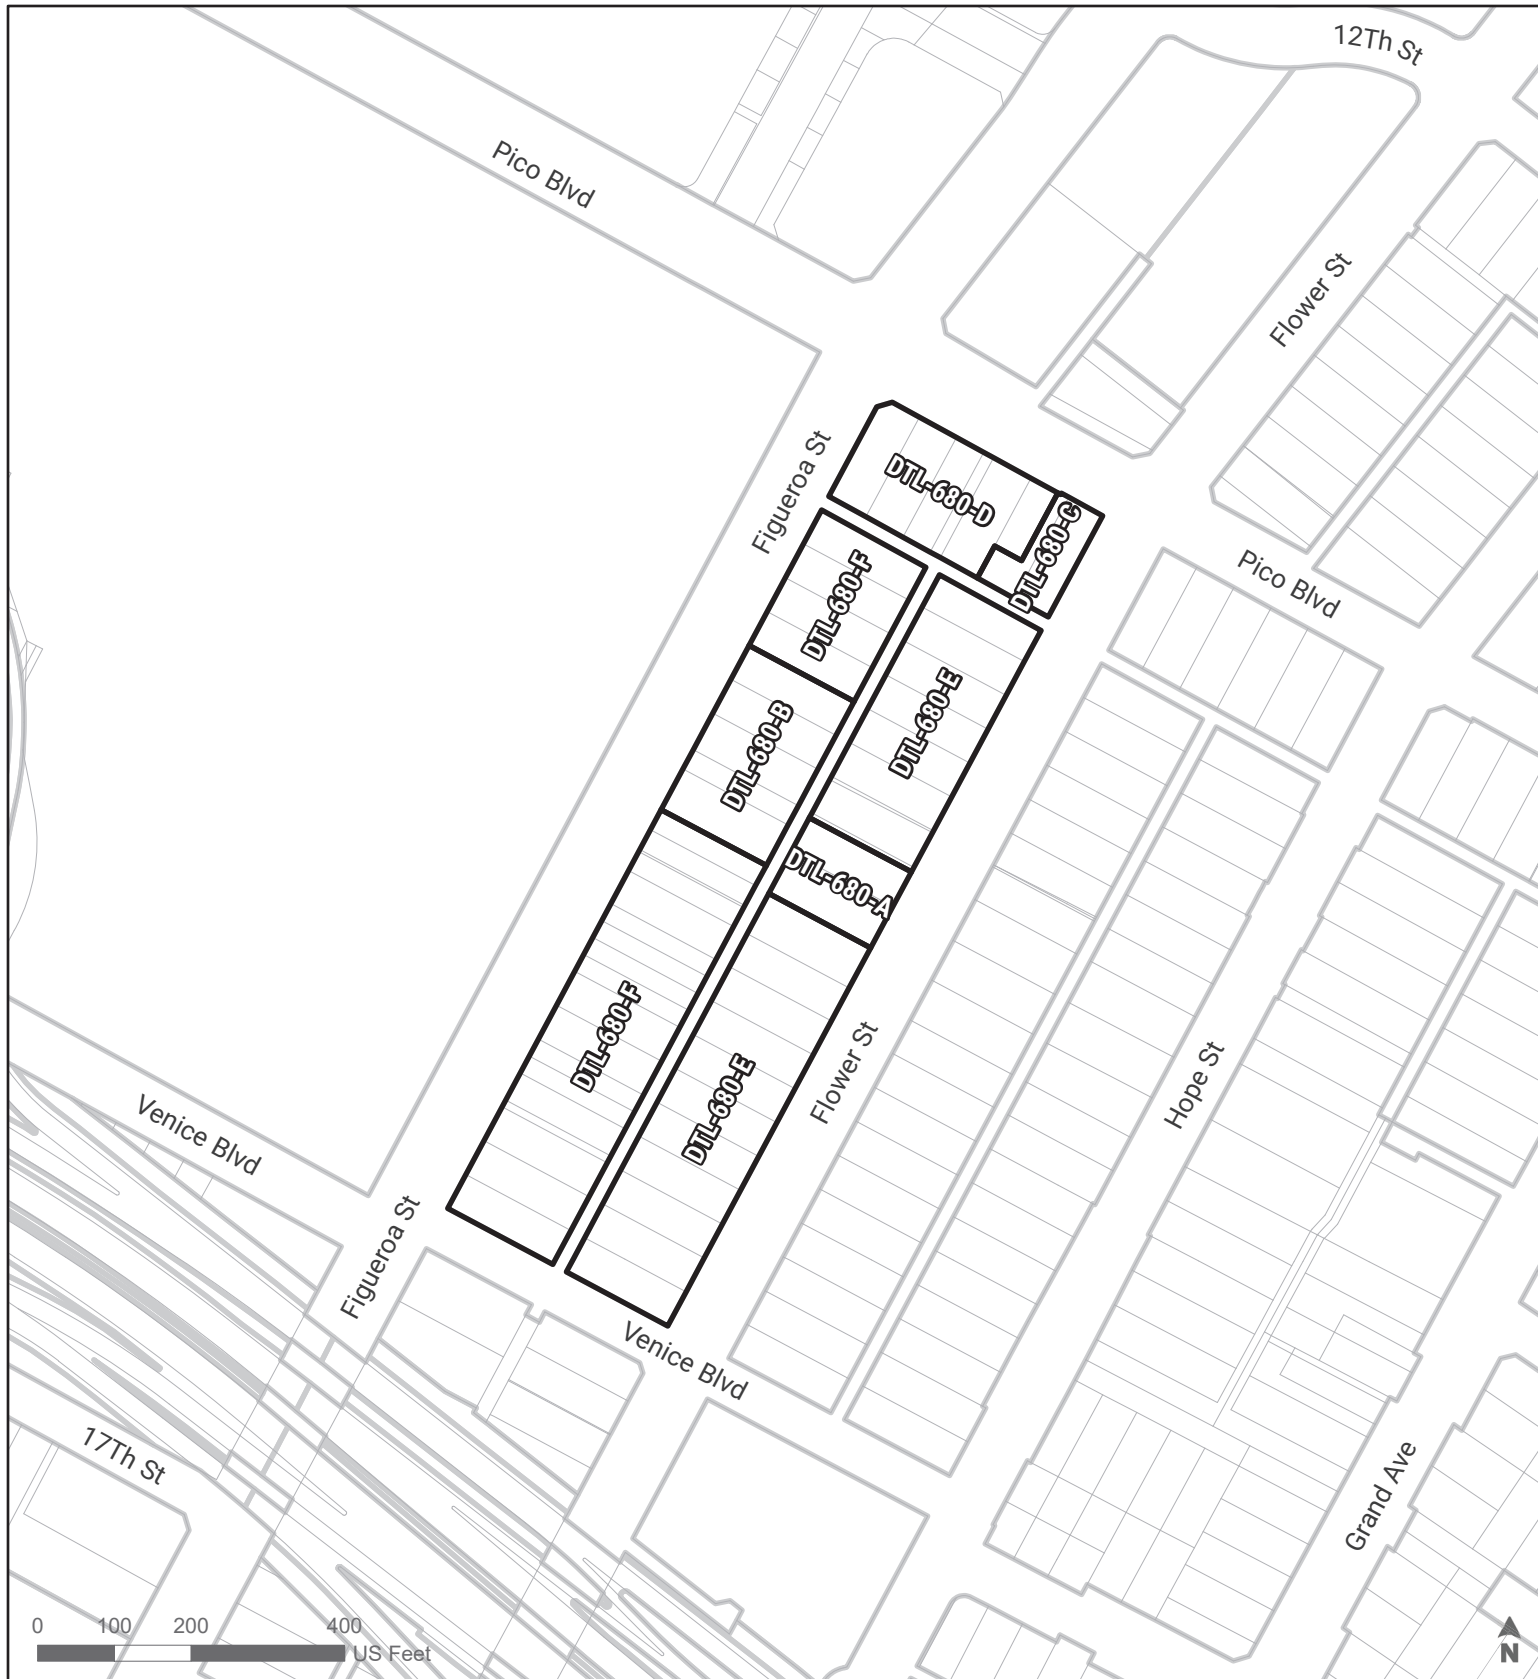 12Th St
Pico Blvd
Flower St
Figueroa St
DTL-680-D
DTL-680-C
DTL-680-F
Pico Blvd
DTL-680-E
DTL-680-B
DTL-680-A
DTL-680-F
Flower St
DTL-680-E
Hope St
Venice Blvd
Figueroa St
Venice Blvd
17Th St
Grand Ave
0 100 200 400
US Feet
N